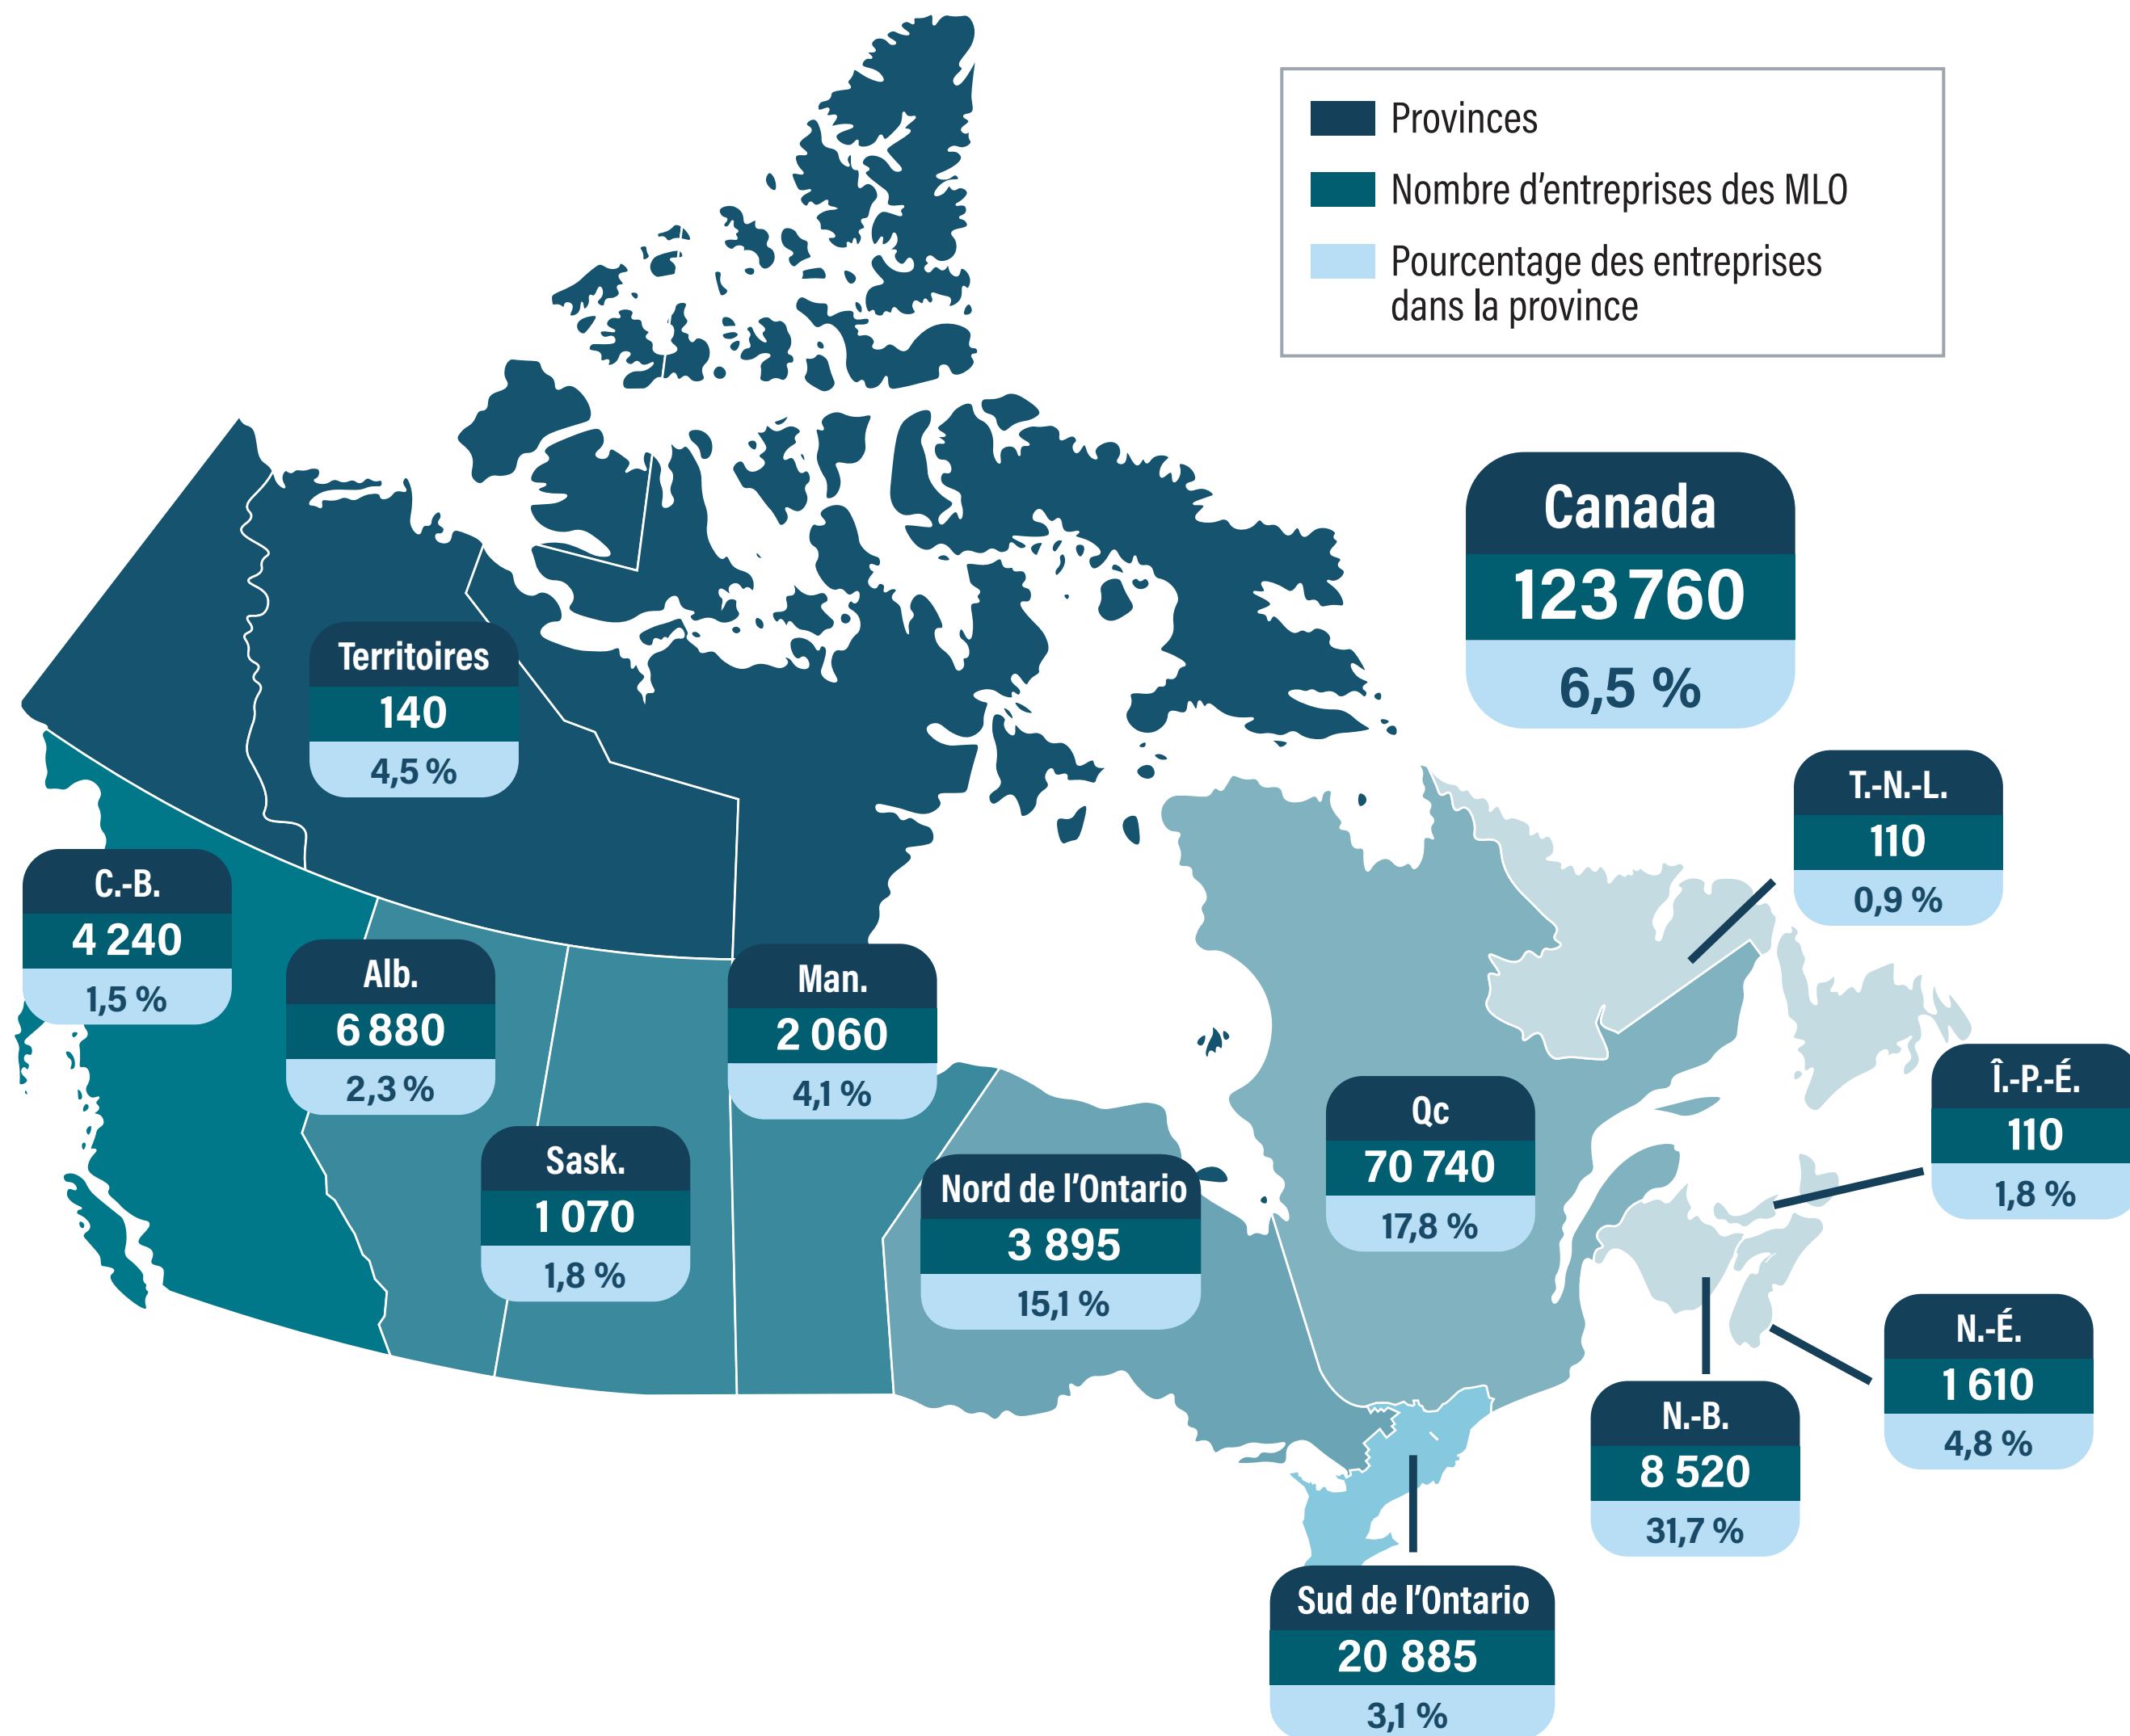 Provinces
Nombre d'entreprises des MLO
Pourcentage des entreprises
dans la province
Canada
123 760
6,5 %
Territoires
140
4,5 %
T.-N.-L.
110
0,9 %
C.-B.
4 240
1,5 %
Alb.
6 880
2,3 %
Man.
2 060
4,1 %
Î.-P.-É.
110
1,8 %
Qc
70 740
17,8 %
Sask.
1 070
1,8 %
Nord de l'Ontario
3 895
15,1 %
N.-É.
1 610
4,8 %
N.-B.
8 520
31,7 %
Sud de l'Ontario
20 885
3,1 %